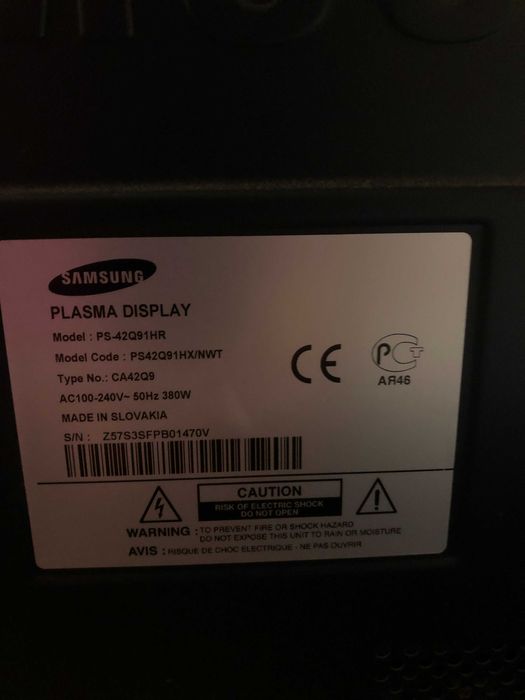 SAMSUNG
PLASMA DISPLAY
Model : PS-42Q91HR
Model Code : PS42Q91HX/NWT
Type No.: CA42Q9
AC100-240V~ 50Hz 380W
MADE IN SLOVAKIA
S/N : Z57S3SFPB01470V
CE
РСТ
АЯ46
CAUTION
RISK OF ELECTRIC SHOCK
DO NOT OPEN
WARNING : TO PREVENT FIRE OR SHOCK HAZARD
DO NOT EXPOSE THIS UNIT TO RAIN OR MOISTURE
AVIS : RISQUE DE CHOC ELECTRIQUE - NE PAS OUVRIR